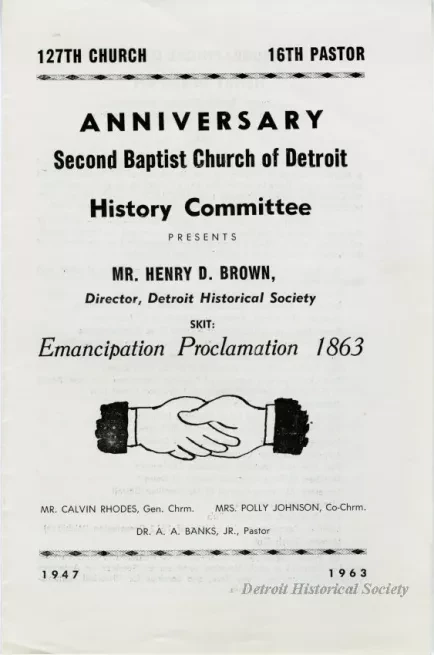 127TH CHURCH 16TH PASTOR
ANNIVERSARY
Second Baptist Church of Detroit
History Committee
PRESENTS
MR. HENRY D. BROWN,
Director, Detroit Historical Society
SKIT:
Emancipation Proclamation 1863
MR. CALVIN RHODES, Gen. Chrm. MRS. POLLY JOHNSON, Co-Chrm.
DR. A. A. BANKS, JR., Pastor
1947 1963
Detroit Historical Society